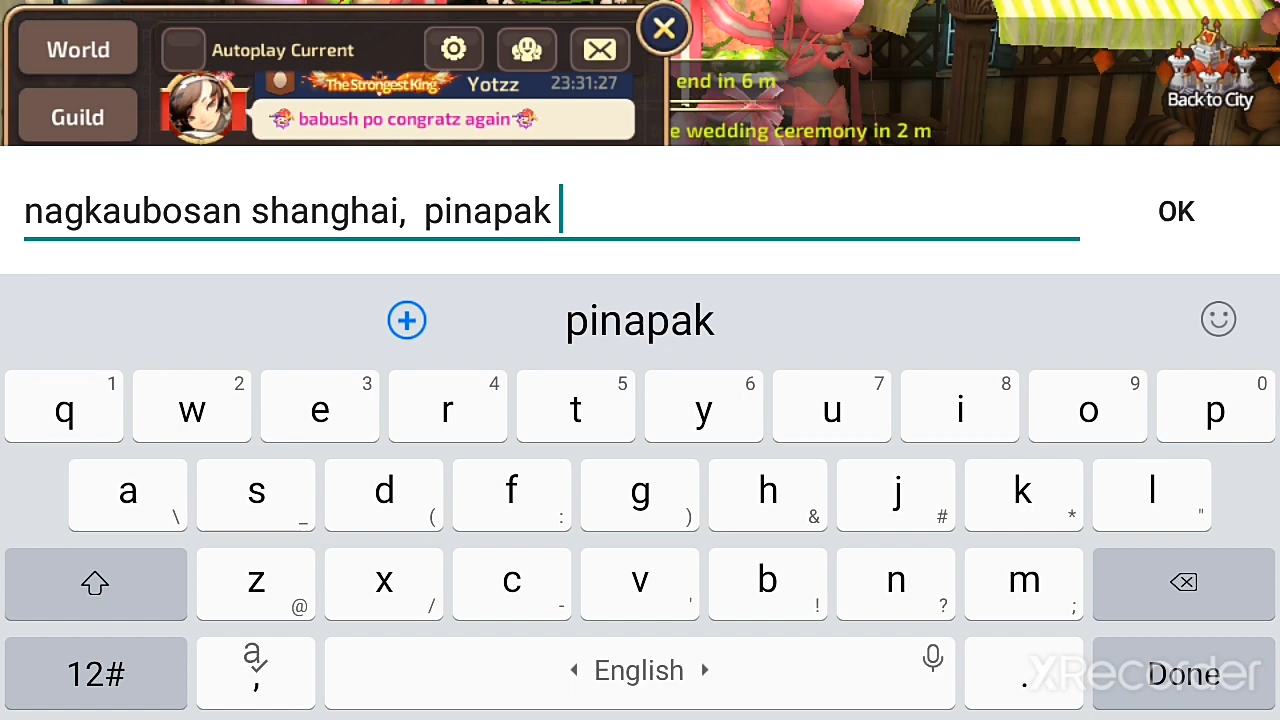 World
Autoplay Current
The Strongest King Yotzz 23:31:27
Guild
babush po congratz again
end in 6 m
e wedding ceremony in 2 m
Back to City
nagkaubosan shanghai,  pinapak
OK
pinapak
q 1 w 2 e 3 r 4 t 5 y 6 u 7 i 8 o 9 p 0
a \ s _ d ( f : g ) h & j # k * l "
z @ x / c - v ' b ! n ? m ;
12# a , English . Done
XRecorder